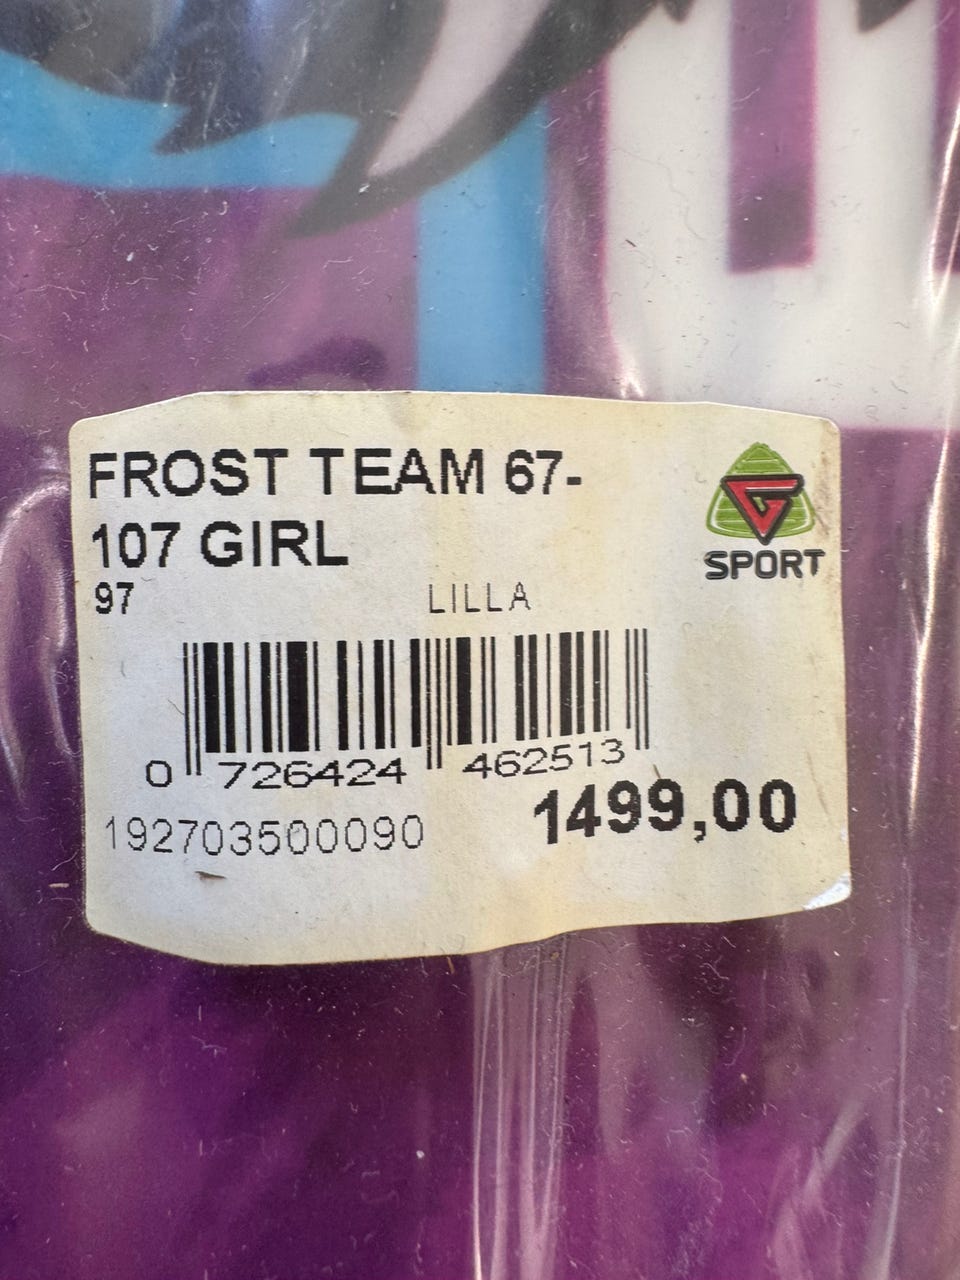 FROST TEAM 67-
107 GIRL
97 LILLA
G
SPORT
0 726424 462513
192703500090 1499,00